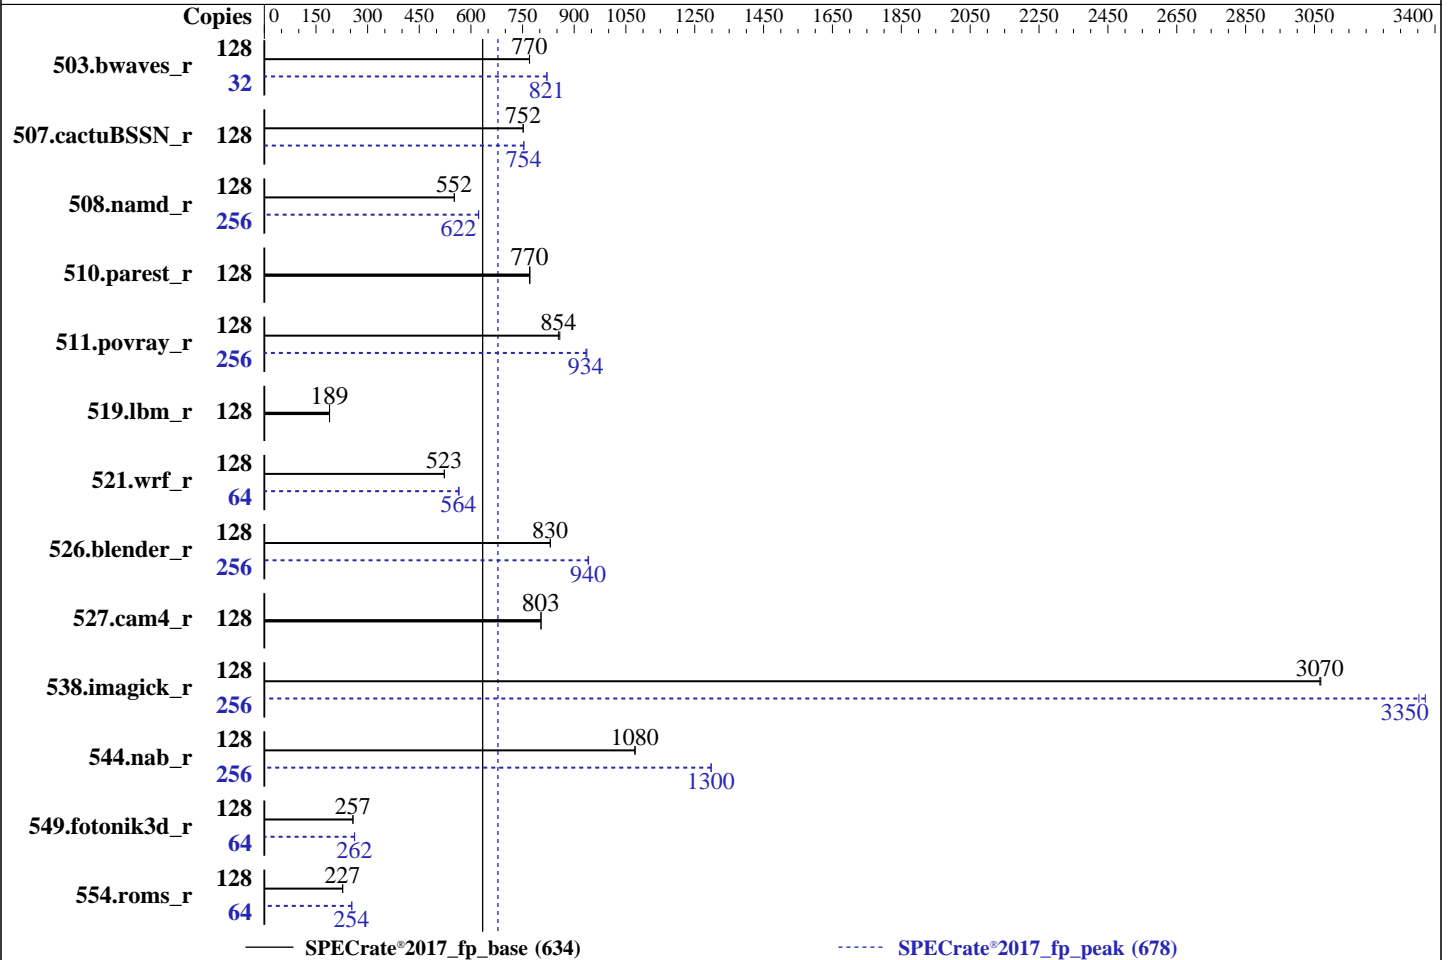 Copies 0 150 300 450 600 750 900 1050 1250 1450 1650 1850 2050 2250 2450 2650 2850 3050 3400
503.bwaves_r 128 770
32 821
507.cactuBSSN_r 128 752
754
508.namd_r 128 552
256 622
510.parest_r 128 770
511.povray_r 128 854
256 934
519.lbm_r 128 189
521.wrf_r 128 523
64 564
526.blender_r 128 830
256 940
527.cam4_r 128 803
538.imagick_r 128 3070
256 3350
544.nab_r 128 1080
256 1300
549.fotonik3d_r 128 257
64 262
554.roms_r 128 227
64 254
SPECrate®2017_fp_base (634) SPECrate®2017_fp_peak (678)